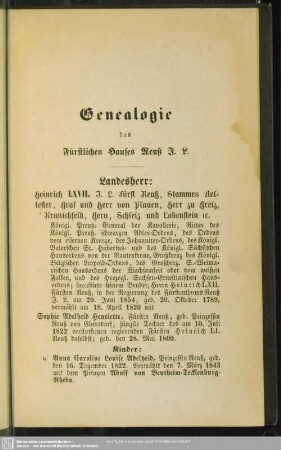 Genealogie
des
Fürstlichen Hauses Reuß J. L.
Landesherr:
Heinrich LXVII. J. L. Fürst Reuß, Stammes Ael-
tester, Graf und Herr von Plauen, Herr zu Greiz,
Kranichfeld, Gera, Schleiz und Lobenstein ꝛc.
Königl. Preuß. General der Kavallerie, Ritter des
Königl. Preuß. schwarzen Adler-Ordens, des Ordens
vom eisernen Kreuze, des Johanniter-Ordens, des Königl.
Baierschen St. Hubertus- und des Königl. Sächsischen
Hausordens von der Rautenkrone, Großkreuz des Königl.
Belgischen Leopold-Ordens, des Großherz. S.-Weima-
rischen Hausordens der Wachsamkeit oder vom weißen
Falken, und des Herzogl. Sachsen-Ernestinischen Haus-
ordens; succedirte seinem Bruder, Herrn Heinrich LXII.
Fürsten Reuß, in der Regierung des Fürstenthums Reuß
J. L. am 20. Juni 1854, geb. 20. Oktober 1789,
vermählt am 18. April 1820 mit
Sophie Adelheid Henriette, Fürstin Reuß, geb. Prinzessin
Reuß von Ebersdorf, jüngste Tochter des am 10. Juli
1822 verstorbenen regierenden Fürsten Heinrich LI.
Reuß daselbst; geb. den 28. Mai 1800.
Kinder:
a. Anna Caroline Louise Adelheid, Prinzessin Reuß, geb.
den 16. Dezember 1822. Vermählt den 7. März 1843
mit dem Prinzen Adolf von Bentheim-Tecklenburg-
Rheda.